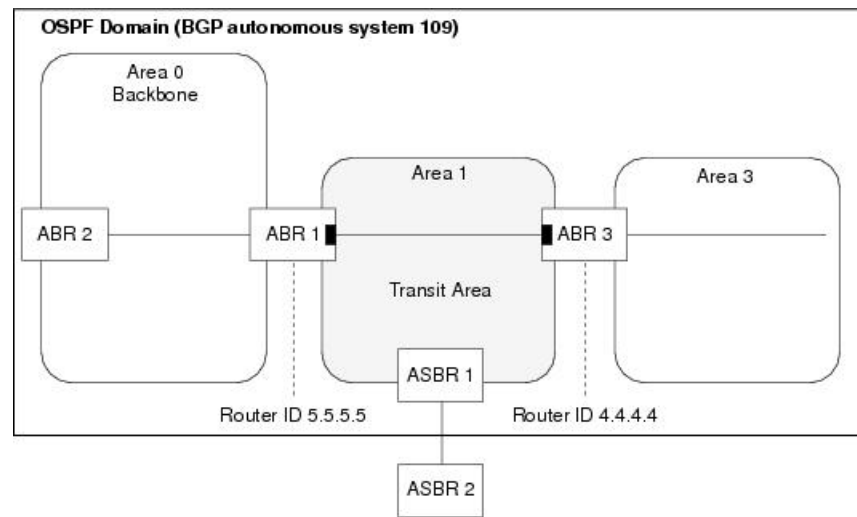 OSPF Domain (BGP autonomous system 109)
Area 0
Backbone
Area 1
Area 3
ABR 2
ABR 1
ABR 3
Transit Area
ASBR 1
Router ID 5.5.5.5
Router ID 4.4.4.4
ASBR 2